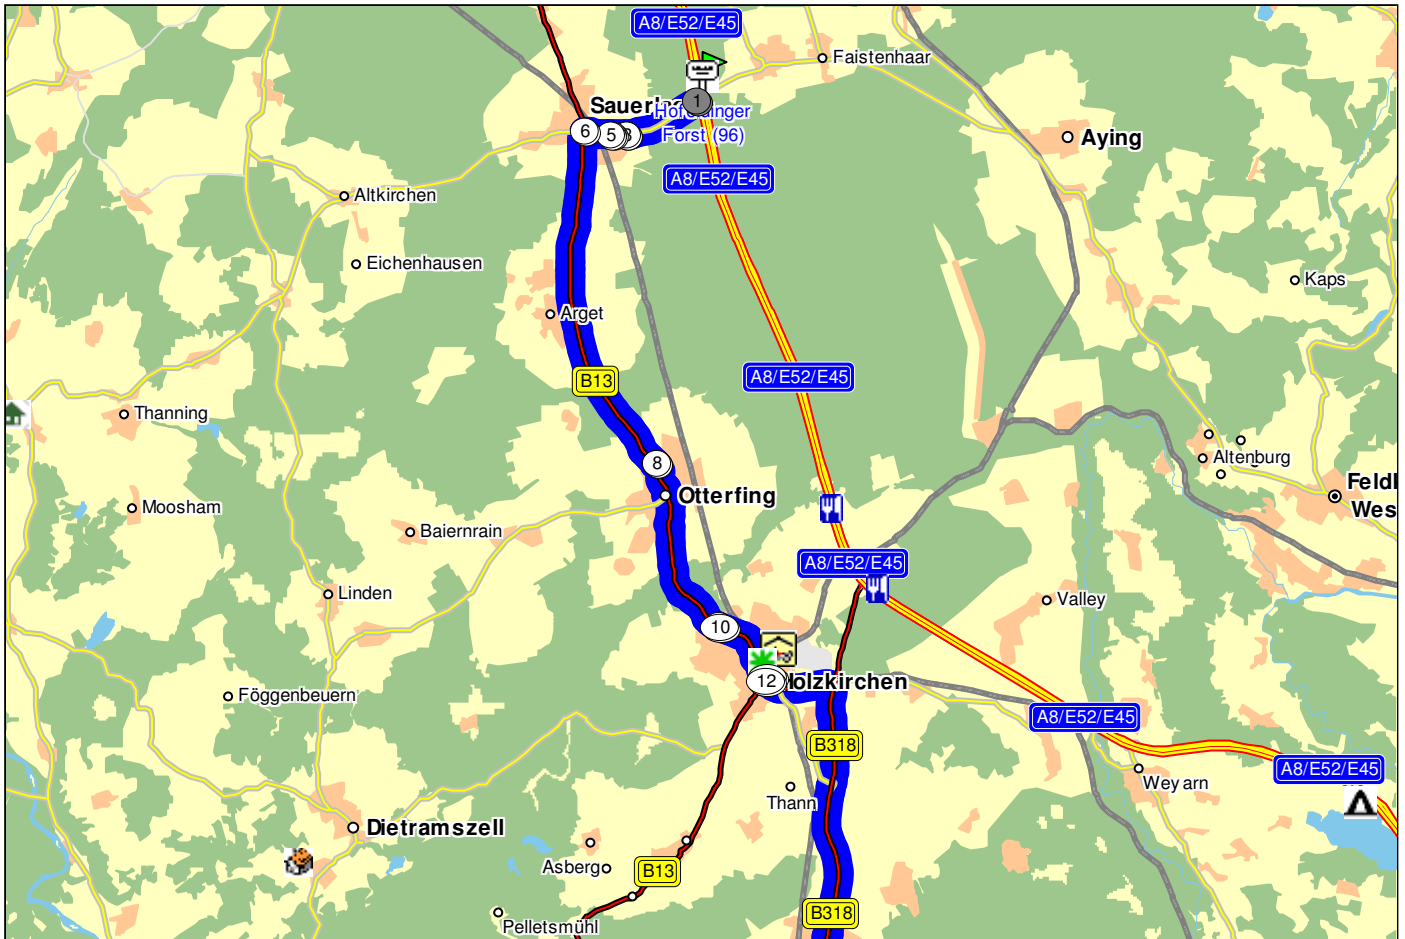 A8/E52/E45
Faistenhaar
1
Forst (96)
6
5
Aying
A8/E52/E45
Altkirchen
Eichenhausen
Kaps
Arget
B13
A8/E52/E45
Thanning
Altenburg
8
Otterfing
Moosham
Baiernrain
A8/E52/E45
Linden
Valley
10
12
Holzkirchen
Föggenbeuern
A8/E52/E45
B318
A8/E52/E45
Weyarn
Thann
Dietramszell
Asberg
B13
B318
Pelletsmühl